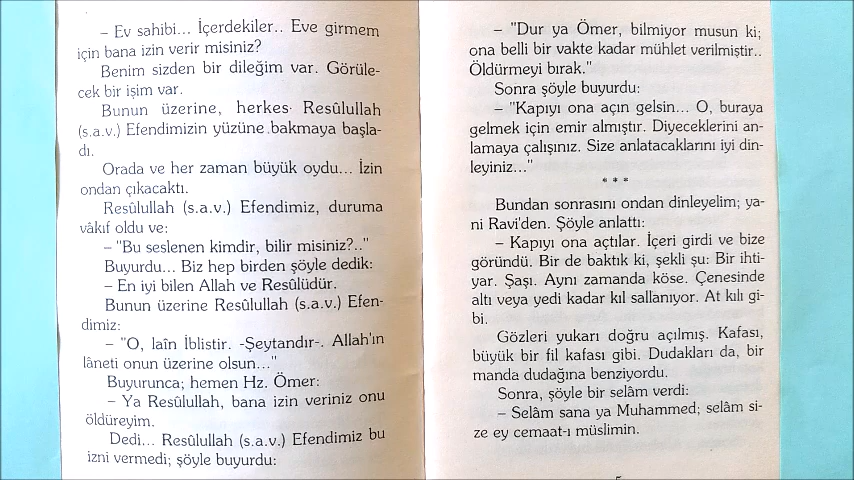 – Ev sahibi... İçerdekiler.. Eve girmem
için bana izin verir misiniz?
Benim sizden bir dileğim var. Görüle-
cek bir işim var.
Bunun üzerine, herkes Resûlullah
(s.a.v.) Efendimizin yüzüne bakmaya başla-
dı.
Orada ve her zaman büyük oydu... İzin
ondan çıkacaktı.
Resûlullah (s.a.v.) Efendimiz, duruma
vâkıf oldu ve:
– "Bu seslenen kimdir, bilir misiniz?.."
Buyurdu... Biz hep birden şöyle dedik:
– En iyi bilen Allah ve Resûlüdür.
Bunun üzerine Resûlullah (s.a.v.) Efen-
dimiz:
– "O, laîn İblistir. -Şeytandır-. Allah'ın
lâneti onun üzerine olsun..."
Buyurunca; hemen Hz. Ömer:
– Ya Resûlullah, bana izin veriniz onu
öldüreyim.
Dedi... Resûlullah (s.a.v.) Efendimiz bu
izni vermedi; şöyle buyurdu:
– "Dur ya Ömer, bilmiyor musun ki;
ona belli bir vakte kadar mühlet verilmiştir..
Öldürmeyi bırak."
Sonra şöyle buyurdu:
– "Kapıyı ona açın gelsin... O, buraya
gelmek için emir almıştır. Diyeceklerini an-
lamaya çalışınız. Size anlatacaklarını iyi din-
leyiniz..."
* * *
Bundan sonrasını ondan dinleyelim; ya-
ni Ravi'den. Şöyle anlattı:
– Kapıyı ona açtılar. İçeri girdi ve bize
göründü. Bir de baktık ki, şekli şu: Bir ihti-
yar. Şaşı. Aynı zamanda köse. Çenesinde
altı veya yedi kadar kıl sallanıyor. At kılı gi-
bi.
Gözleri yukarı doğru açılmış. Kafası,
büyük bir fil kafası gibi. Dudakları da, bir
manda dudağına benziyordu.
Sonra, şöyle bir selâm verdi:
– Selâm sana ya Muhammed; selâm si-
ze ey cemaat-ı müslimin.